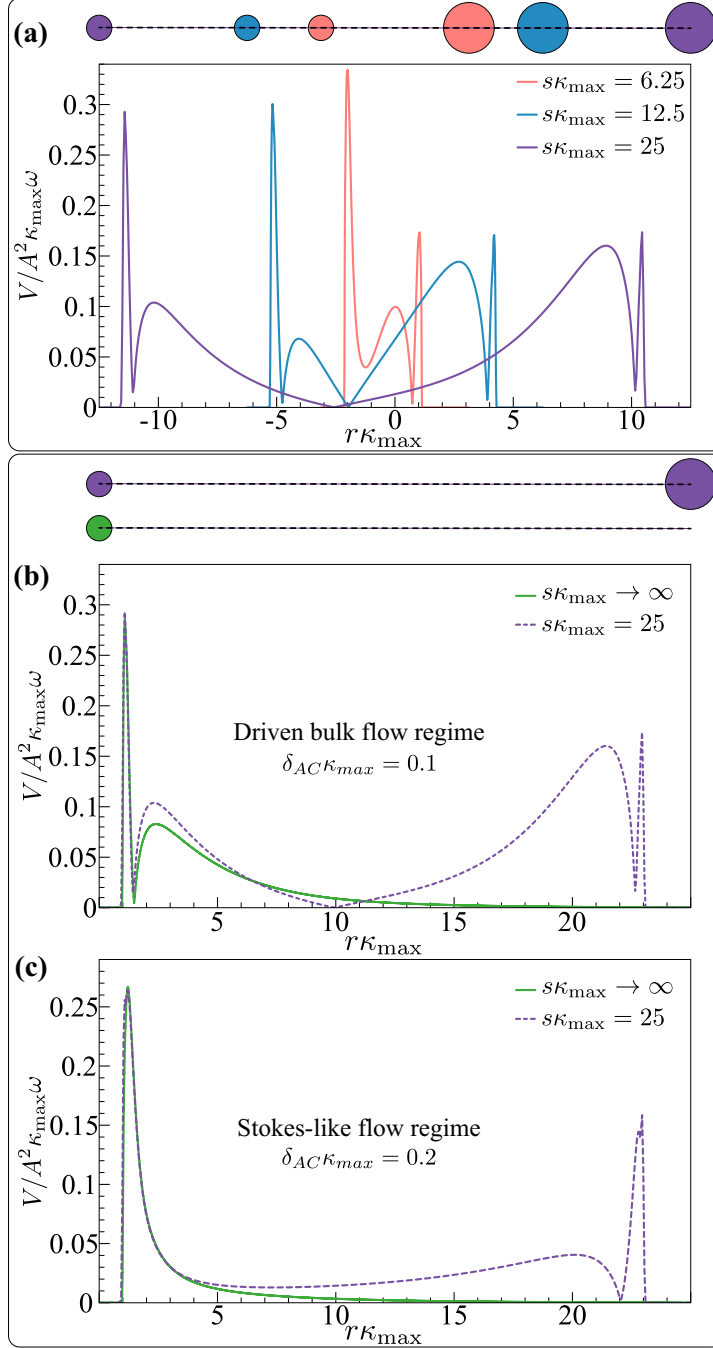 (a)
sκmax = 6.25
sκmax = 12.5
sκmax = 25
V/A²κmaxω
0.3
0.25
0.2
0.15
0.1
0.05
0
-10 -5 0 5 10
rκmax
(b)
sκmax → ∞
sκmax = 25
V/A²κmaxω
0.3
0.25
0.2
0.15
0.1
0.05
0
Driven bulk flow regime
δACκmax = 0.1
5 10 15 20
rκmax
(c)
sκmax → ∞
sκmax = 25
V/A²κmaxω
0.25
0.2
0.15
0.1
0.05
0
Stokes-like flow regime
δACκmax = 0.2
5 10 15 20
rκmax